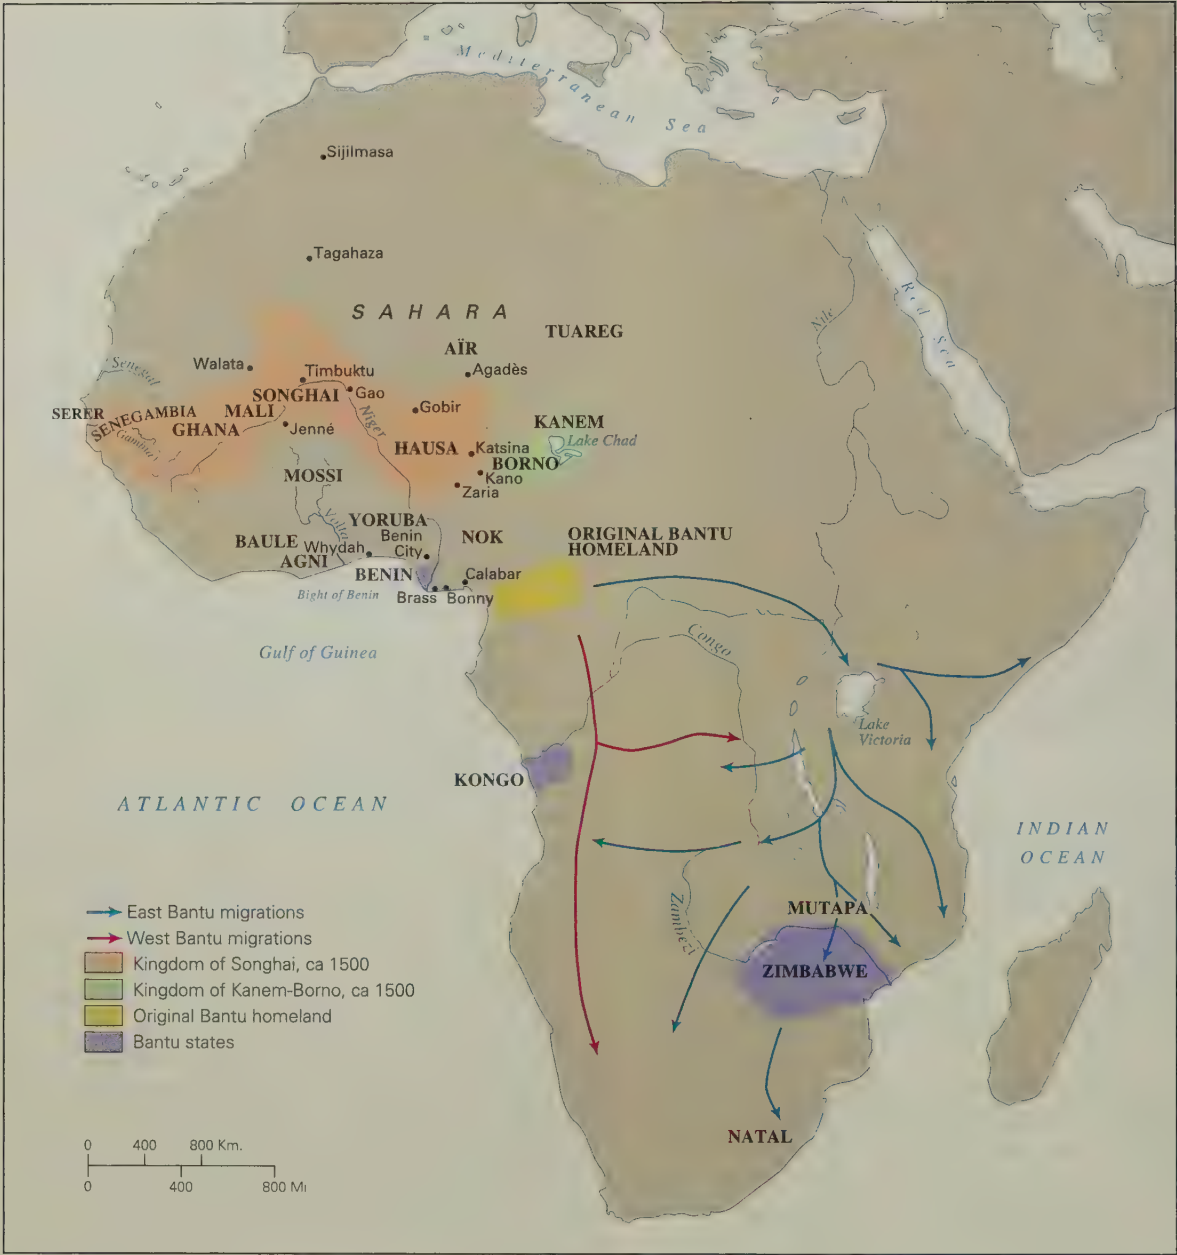 Mediterranean Sea
Sijilmasa
Tagahaza
SAHARA
TUAREG
Red Sea
Nile
AÏR
Walata
Timbuktu
Agadès
Senegal
SONGHAI
Gao
Gobir
SERER
SENEGAMBIA
MALI
Gambia
GHANA
Jenné
Niger
KANEM
Lake Chad
HAUSA
Katsina
BORNO
Kano
Zaria
MOSSI
Volta
YORUBA
Benin
City
NOK
ORIGINAL BANTU
HOMELAND
BAULE
Whydah
AGNI
BENIN
Calabar
Bight of Benin
Brass
Bonny
Gulf of Guinea
Congo
Lake
Victoria
KONGO
ATLANTIC OCEAN
INDIAN
OCEAN
Zambezi
MUTAPA
ZIMBABWE
NATAL
East Bantu migrations
West Bantu migrations
Kingdom of Songhai, ca 1500
Kingdom of Kanem-Borno, ca 1500
Original Bantu homeland
Bantu states
0 400 800 Km.
0 400 800 Mi